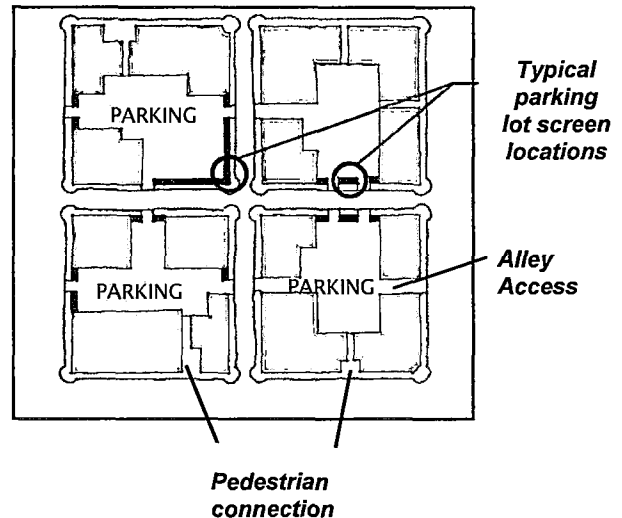 Typical
parking
lot screen
locations
PARKING
Alley
Access
PARKING
PARKING
Pedestrian
connection